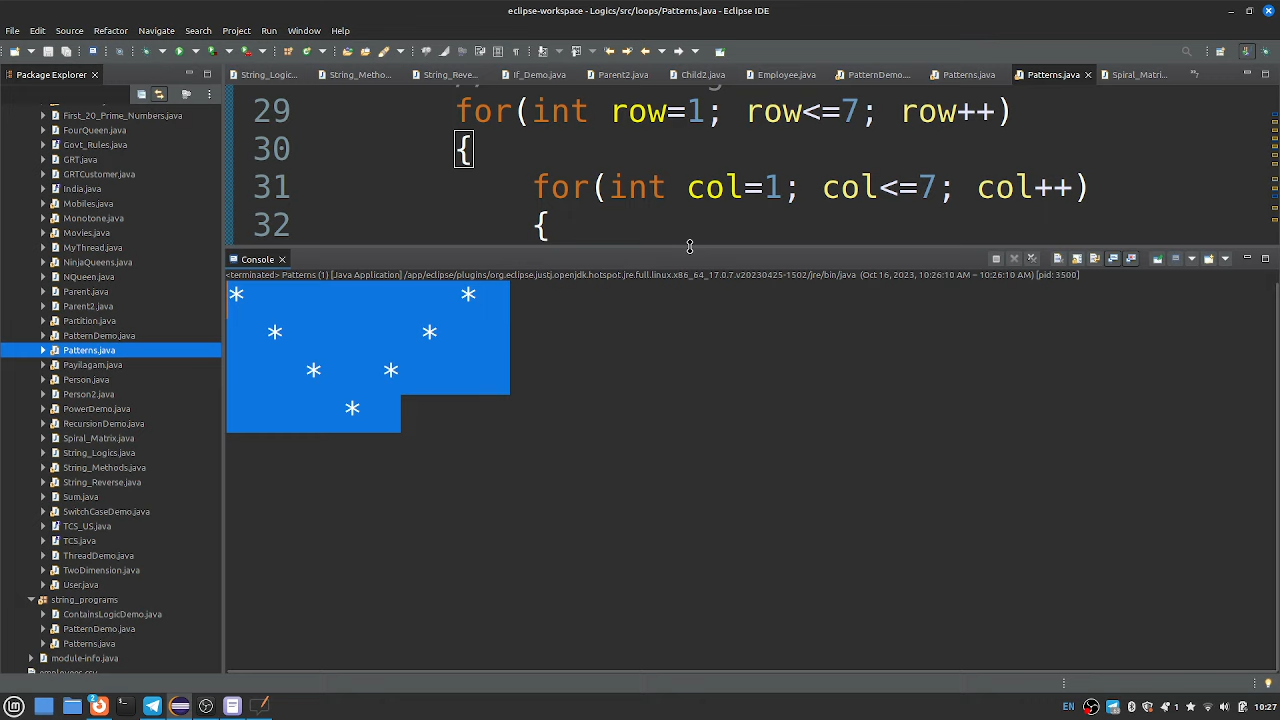 eclipse-workspace - Logics/src/loops/Patterns.java - Eclipse IDE
File Edit Source Refactor Navigate Search Project Run Window Help
Package Explorer
String_Logic... String_Metho... String_Reve... IF_Demo.java Parent2.java Child2.java Employee.java PatternDemo.... Patterns.java Patterns.java Spiral_Matri...
First_20_Prime_Numbers.java
FourQueen.java
Govt_Rules.java
GRT.java
GRTCustomer.java
India.java
Mobiles.java
Monotone.java
Movies.java
MyThread.java
NinjaQueens.java
NQueen.java
Parent.java
Parent2.java
Partition.java
PatternDemo.java
Patterns.java
Payilagam.java
Person.java
Person2.java
PowerDemo.java
RecursionDemo.java
Spiral_Matrix.java
String_Logics.java
String_Methods.java
String_Reverse.java
Sum.java
SwitchCaseDemo.java
TCS_US.java
TCS.java
ThreadDemo.java
TwoDimension.java
User.java
string_programs
ContainsLogicDemo.java
PatternDemo.java
Patterns.java
module-info.java
29 for(int row=1; row<=7; row++)
30 {
31 for(int col=1; col<=7; col++)
32 {
Console
<terminated> Patterns (1) [Java Application] /app/eclipse/plugins/org.eclipse.justj.openjdk.hotspot.jre.full.linux.x86_64_17.0.7.v20230425-1502/jre/bin/java (Oct 16, 2023, 10:26:10 AM – 10:26:10 AM) [pid: 3500]
* *
* *
* *
*
2
EN 1 10:27